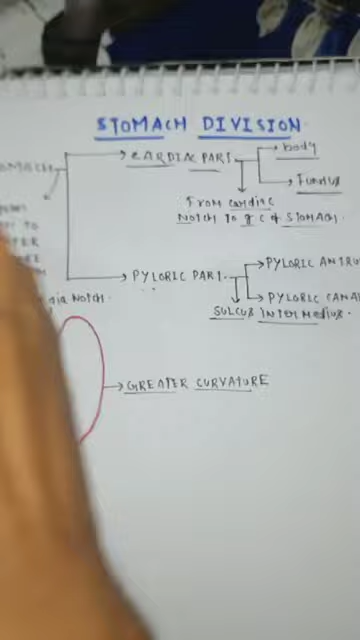 STOMACH DIVISION
CARDIAC PART
body
Fundus
From cardiac
Notch to g c of STOMACH.
PYLORIC PART
PYLORIC ANTRU
PYLORIC CANA
SULCUS INTERMEDIUS.
NOTCH.
GREATER CURVATURE